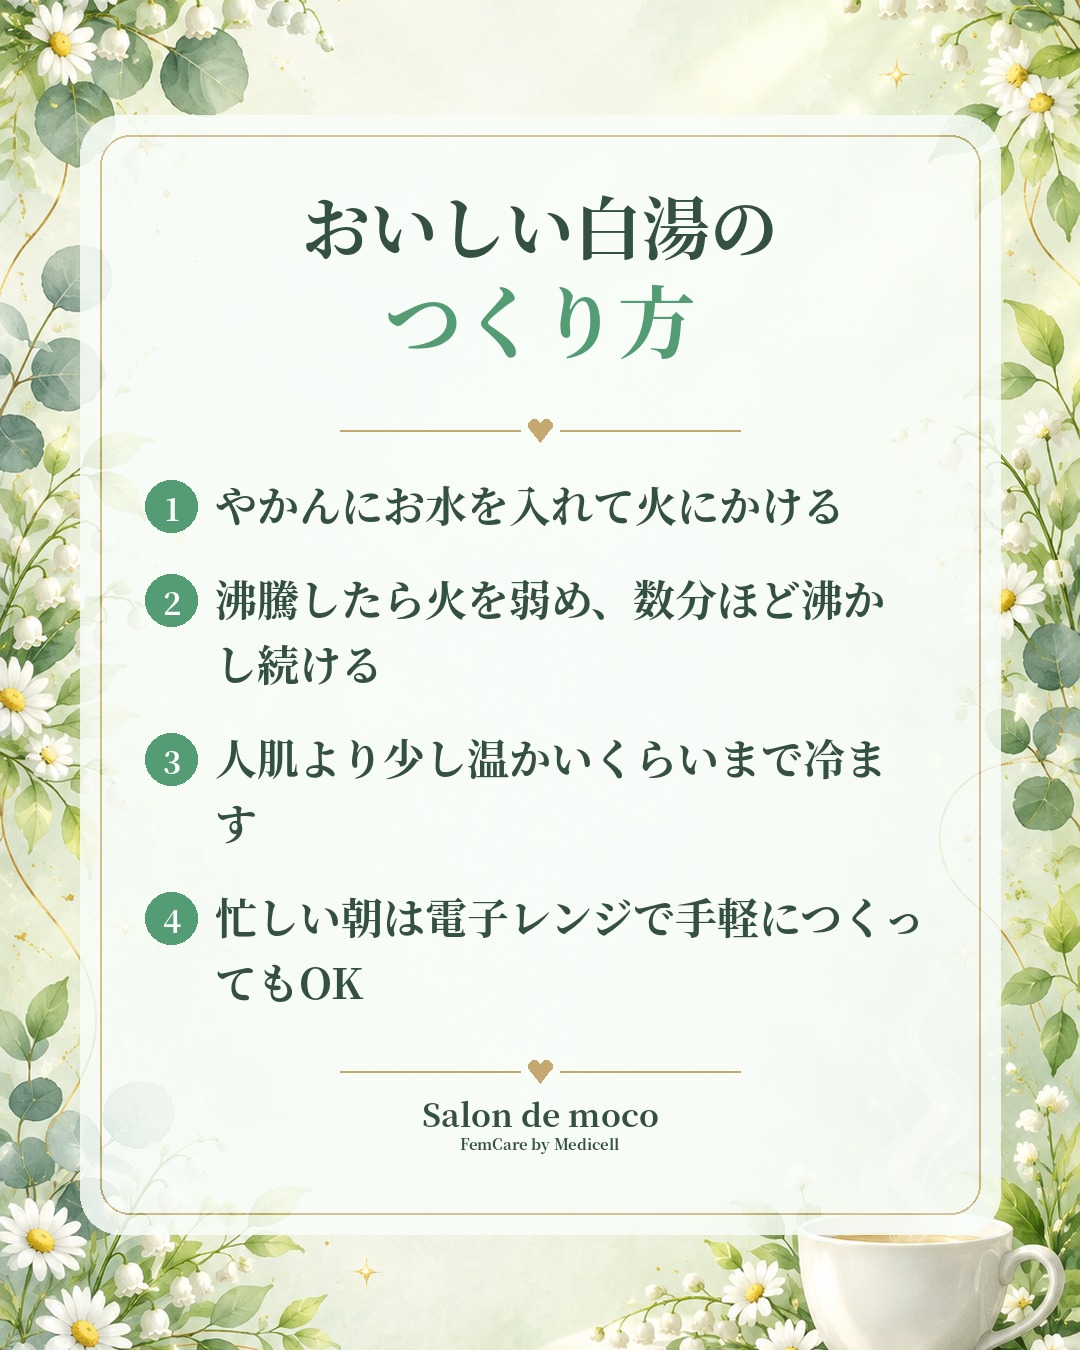 おいしい白湯の
つくり方
1 やかんにお水を入れて火にかける
2 沸騰したら火を弱め、数分ほど沸か
し続ける
3 人肌より少し温かいくらいまで冷ま
す
4 忙しい朝は電子レンジで手軽につくっ
てもOK
Salon de moco
FemCare by Medicell